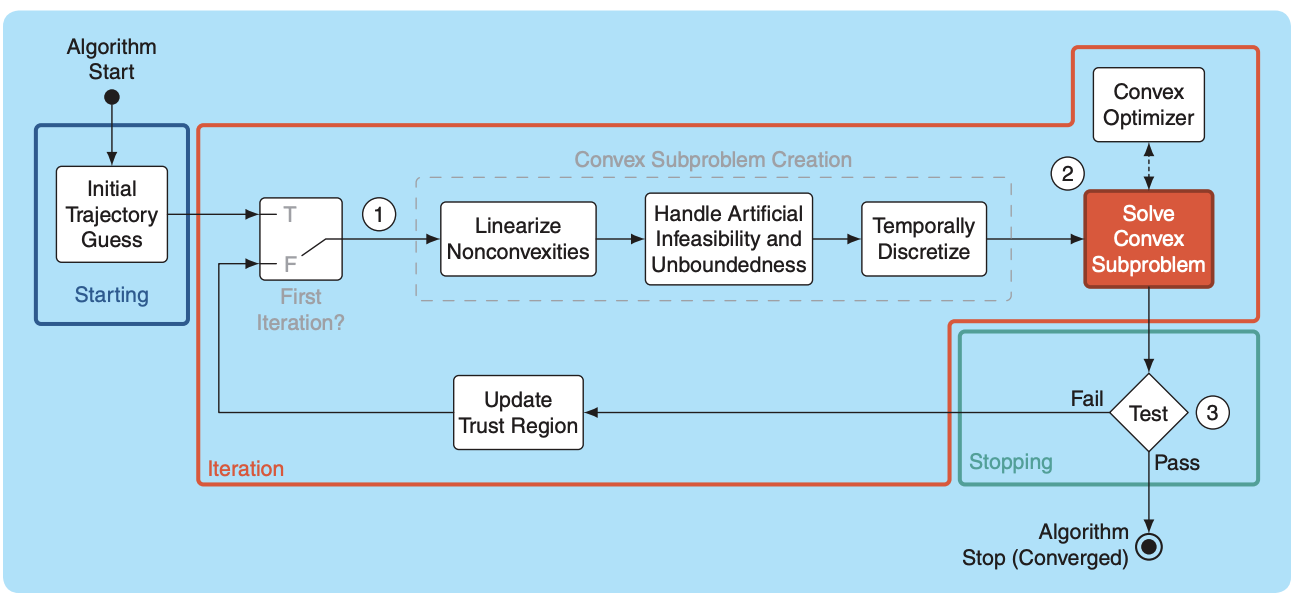 Algorithm
Start
Initial
Trajectory
Guess
Starting
T
F
First
Iteration?
1
Convex Subproblem Creation
Linearize
Nonconvexities
Handle Artificial
Infeasibility and
Unboundedness
Temporally
Discretize
2
Convex
Optimizer
Solve
Convex
Subproblem
Update
Trust Region
Iteration
Fail
Test
3
Stopping
Pass
Algorithm
Stop (Converged)